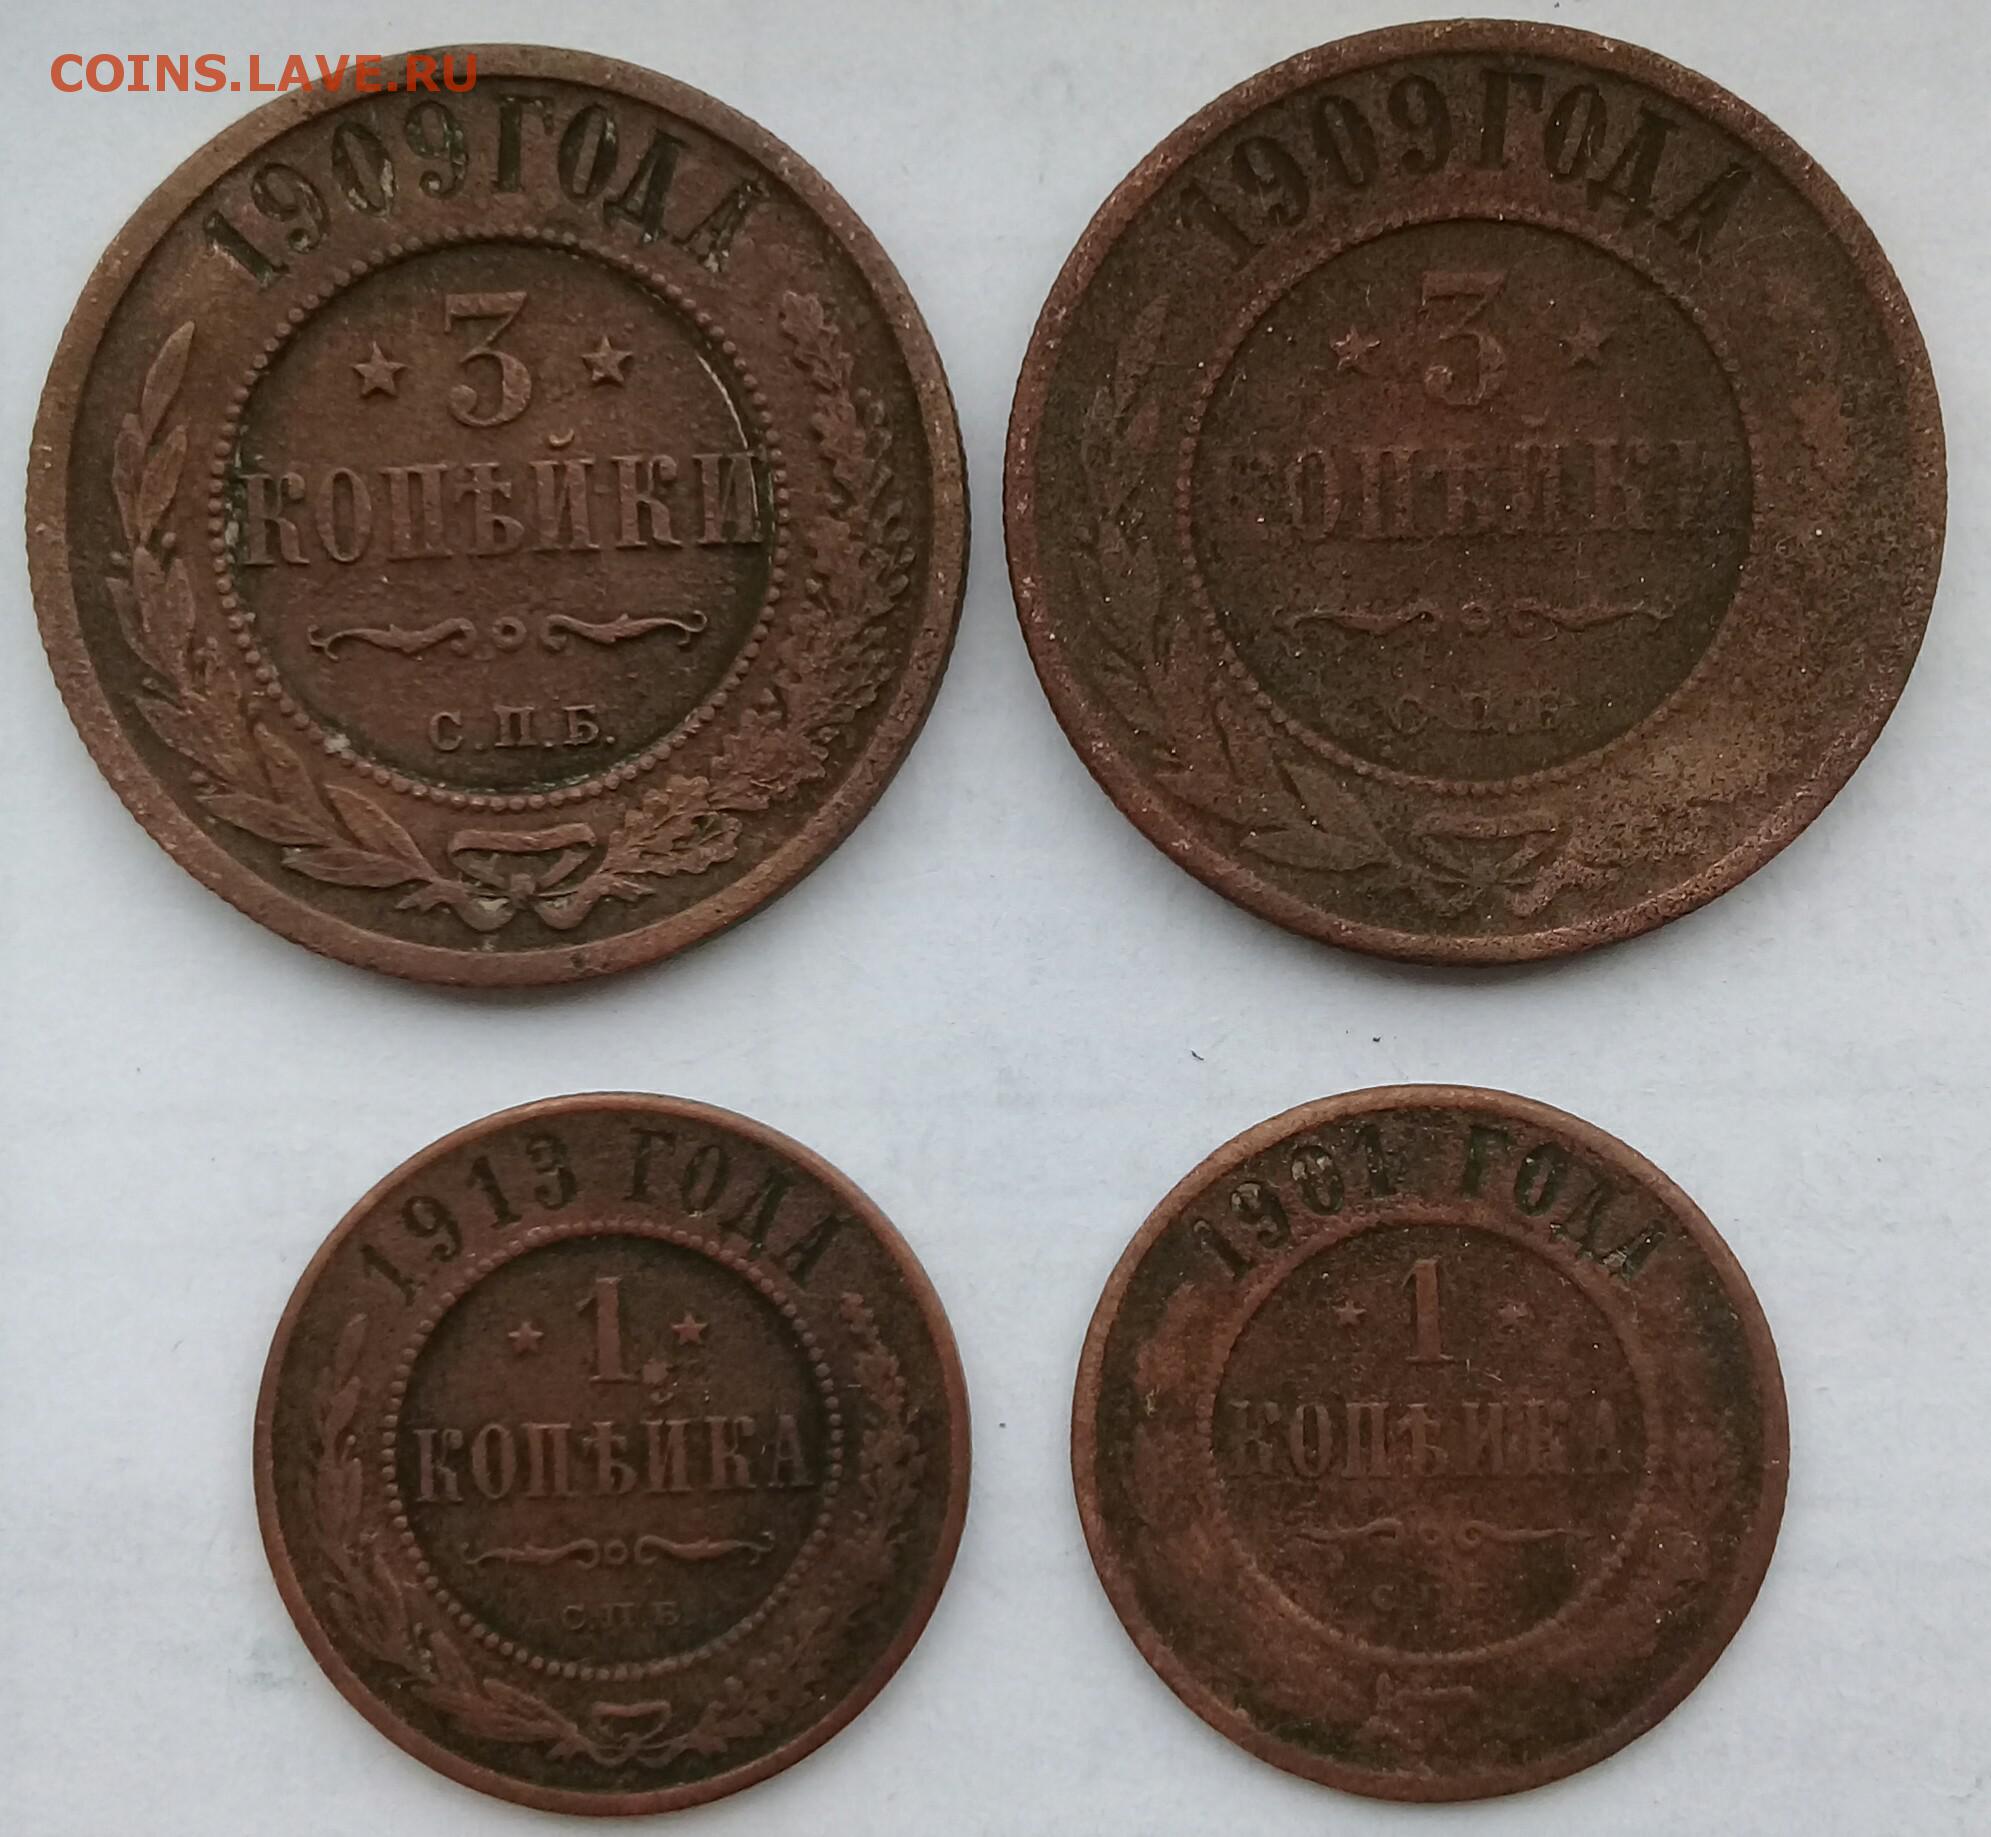 COINS.LAVE.RU
1909 ГОДА
3
КОПѢЙКИ
С.П.Б.
1909 ГОДА
3
КОПѢЙКИ
1913 ГОДА
1
КОПѢЙКА
С.П.Б.
1901 ГОДА
1
КОПѢЙКА